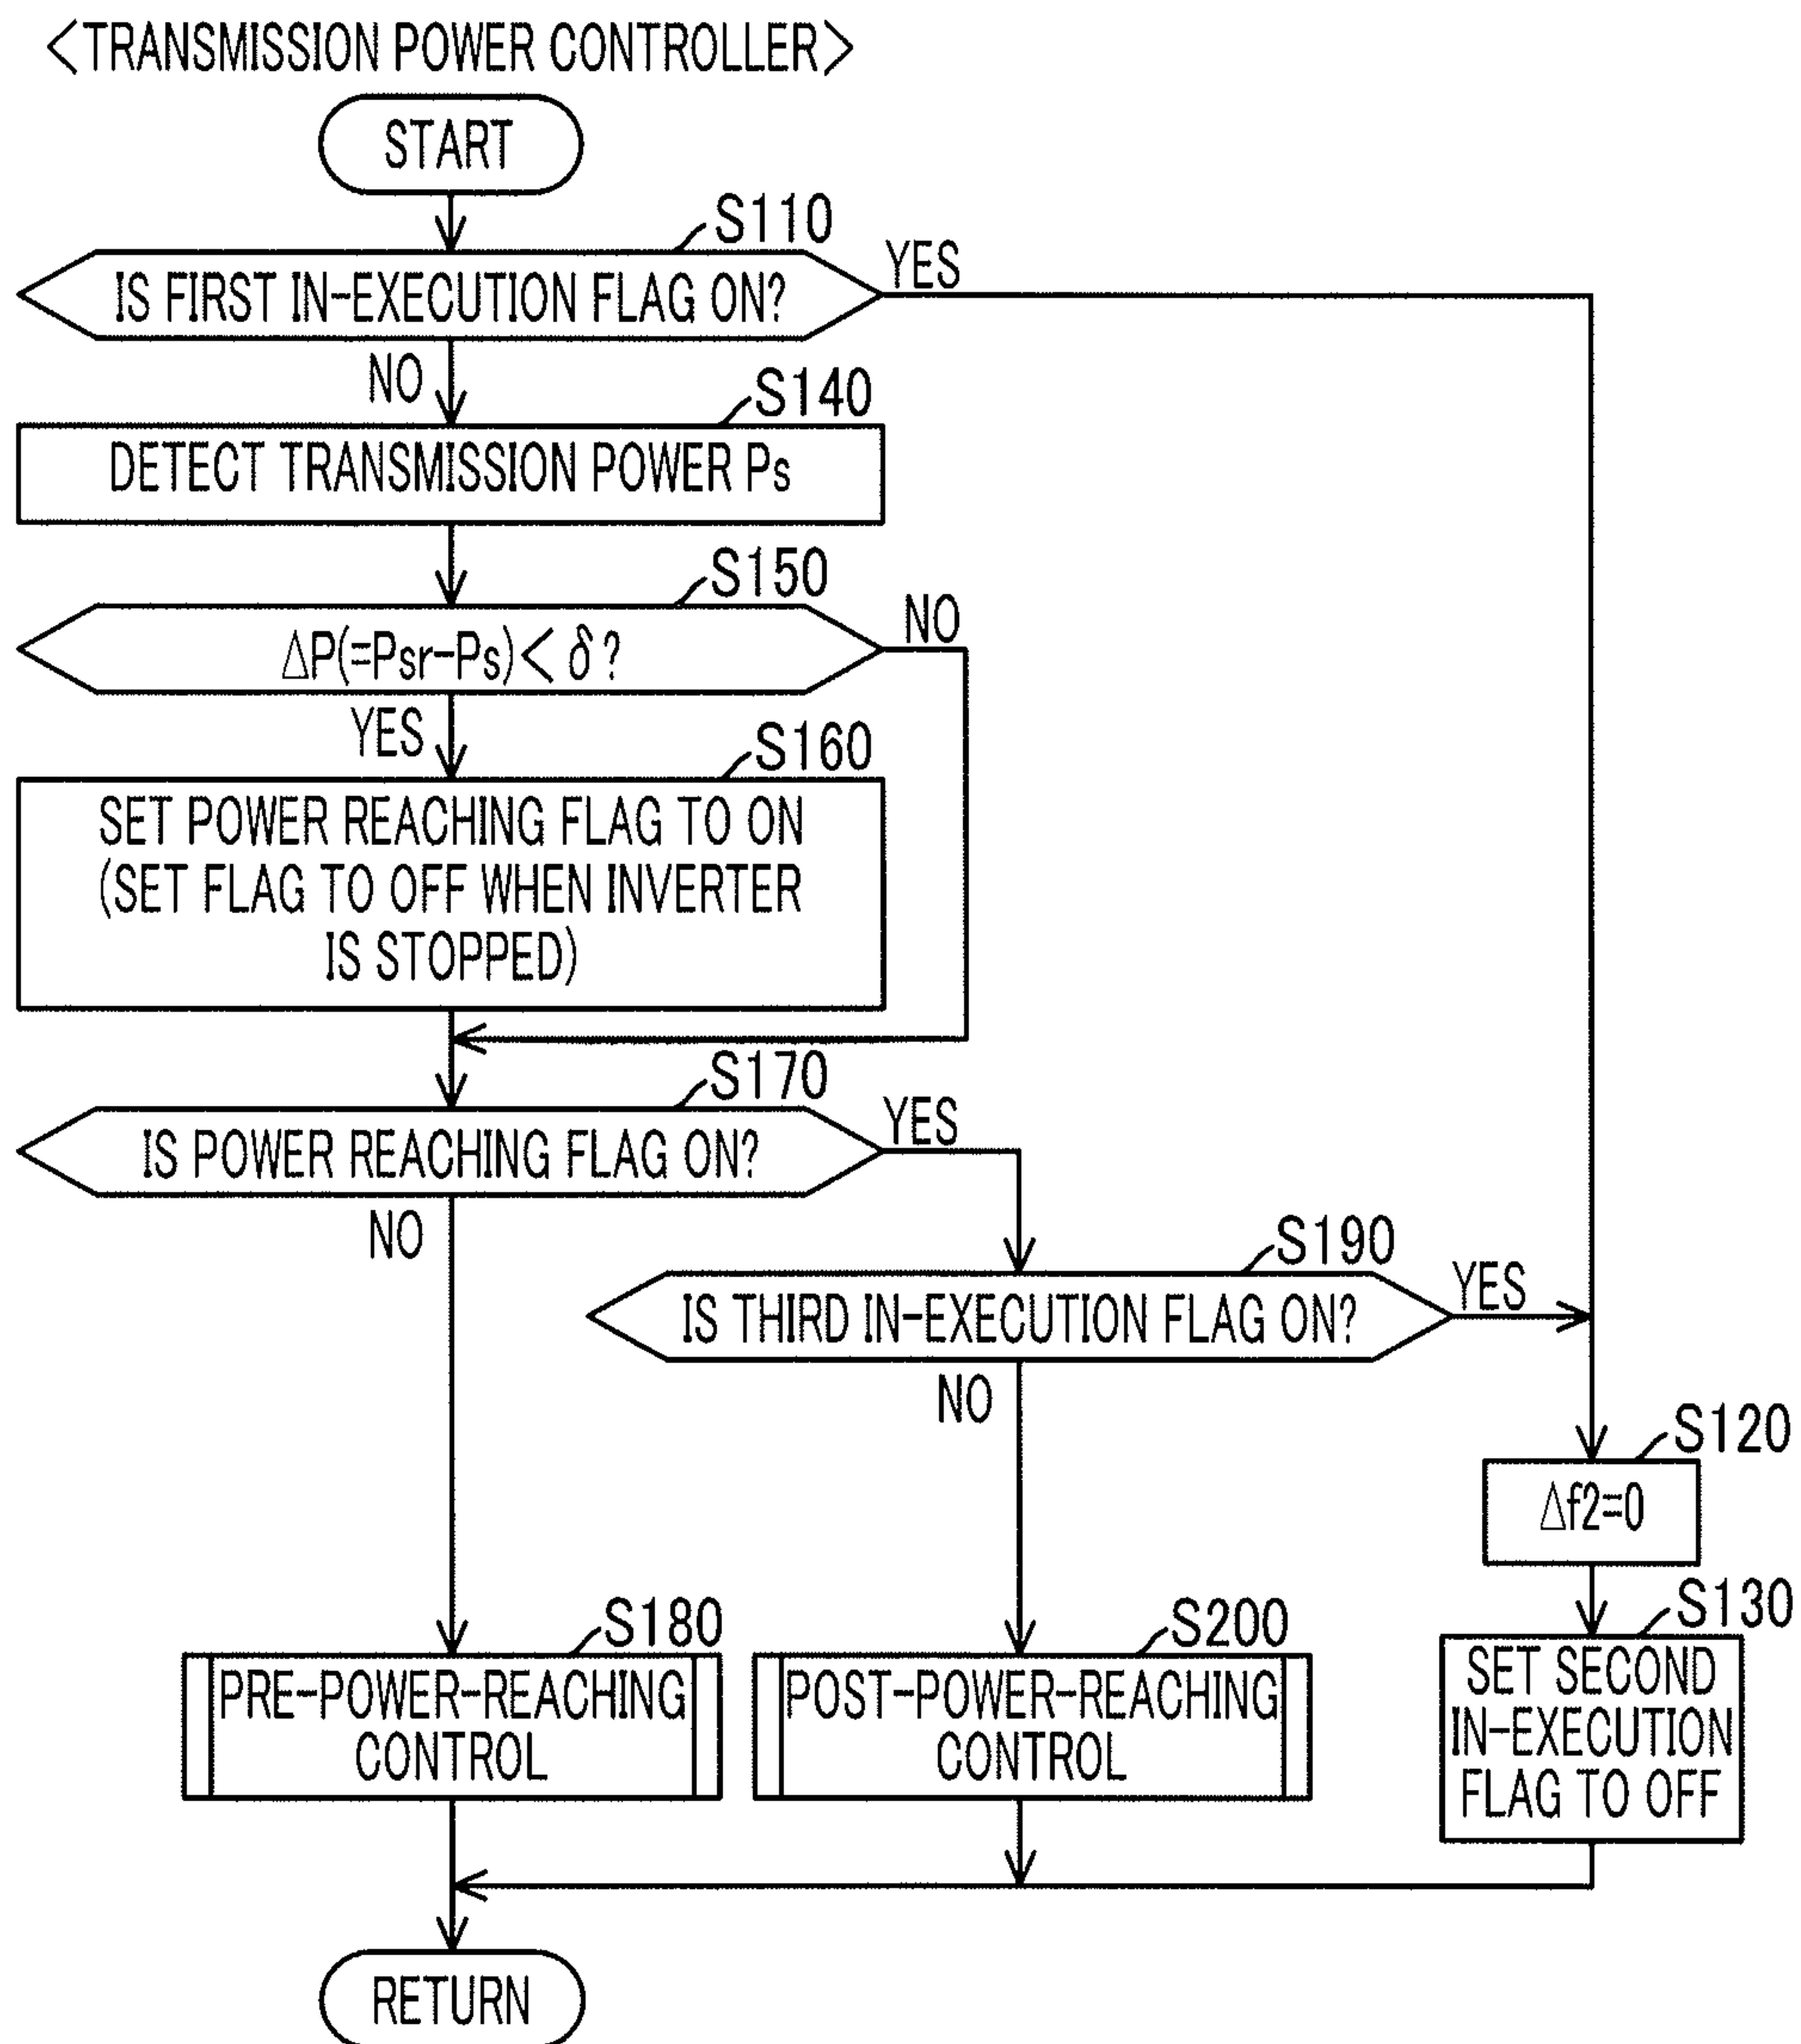 <TRANSMISSION POWER CONTROLLER>
START
S110
IS FIRST IN-EXECUTION FLAG ON?
YES
NO
S140
DETECT TRANSMISSION POWER Ps
S150
ΔP(=Psr-Ps)<δ?
NO
YES
S160
SET POWER REACHING FLAG TO ON
(SET FLAG TO OFF WHEN INVERTER
IS STOPPED)
S170
IS POWER REACHING FLAG ON?
YES
NO
S190
IS THIRD IN-EXECUTION FLAG ON?
YES
NO
S120
Δf2=0
S130
SET SECOND
IN-EXECUTION
FLAG TO OFF
S180
PRE-POWER-REACHING
CONTROL
S200
POST-POWER-REACHING
CONTROL
RETURN